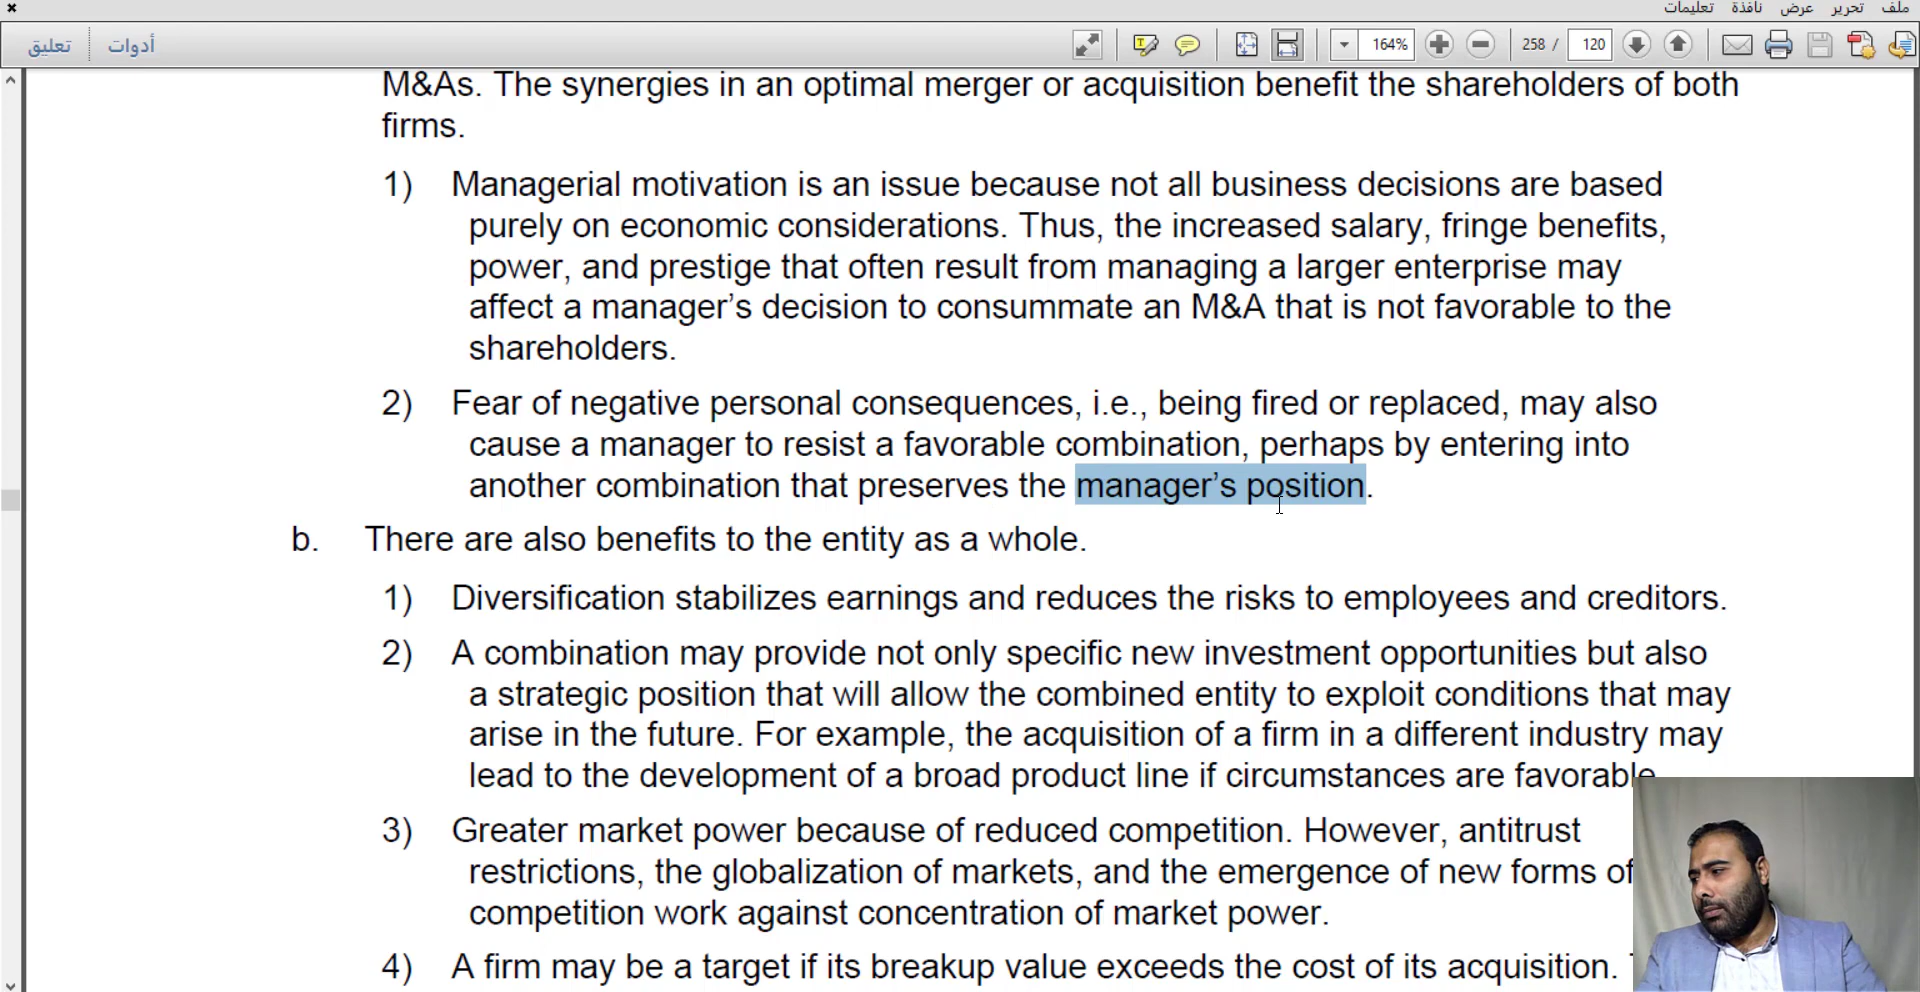 ملف تحرير عرض نافذة تعليمات
تعليق أدوات 164% 258 / 120
M&As. The synergies in an optimal merger or acquisition benefit the shareholders of both
firms.
1) Managerial motivation is an issue because not all business decisions are based
purely on economic considerations. Thus, the increased salary, fringe benefits,
power, and prestige that often result from managing a larger enterprise may
affect a manager’s decision to consummate an M&A that is not favorable to the
shareholders.
2) Fear of negative personal consequences, i.e., being fired or replaced, may also
cause a manager to resist a favorable combination, perhaps by entering into
another combination that preserves the manager’s position.
b. There are also benefits to the entity as a whole.
1) Diversification stabilizes earnings and reduces the risks to employees and creditors.
2) A combination may provide not only specific new investment opportunities but also
a strategic position that will allow the combined entity to exploit conditions that may
arise in the future. For example, the acquisition of a firm in a different industry may
lead to the development of a broad product line if circumstances are favorable
3) Greater market power because of reduced competition. However, antitrust
restrictions, the globalization of markets, and the emergence of new forms of
competition work against concentration of market power.
4) A firm may be a target if its breakup value exceeds the cost of its acquisition.